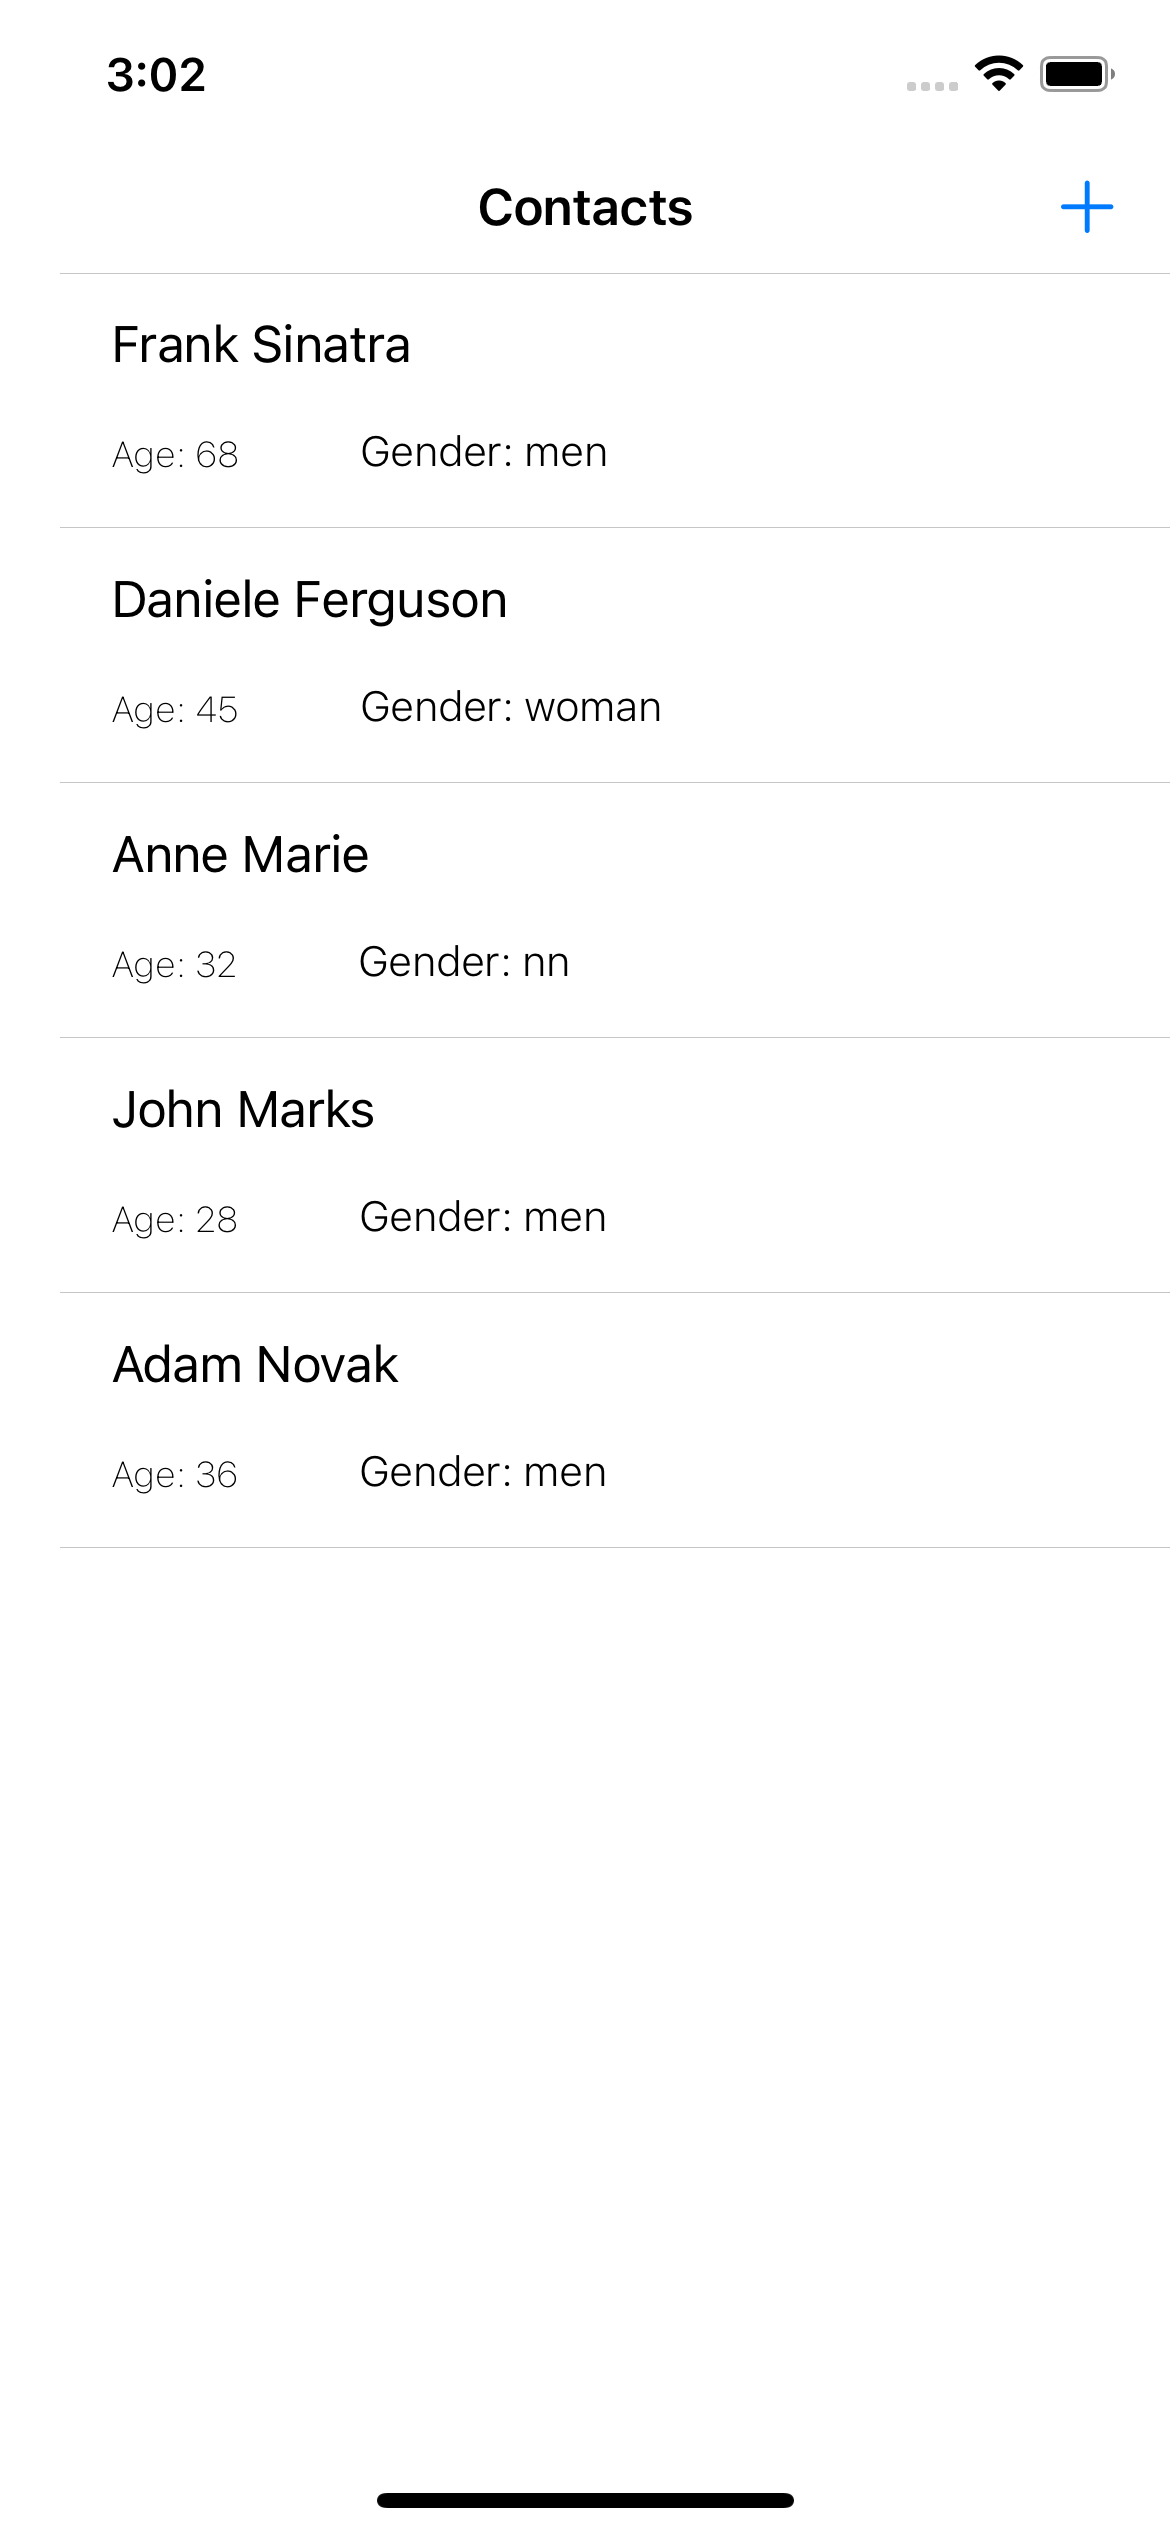 3:02
Contacts
Frank Sinatra
Age: 68 Gender: men
Daniele Ferguson
Age: 45 Gender: woman
Anne Marie
Age: 32 Gender: nn
John Marks
Age: 28 Gender: men
Adam Novak
Age: 36 Gender: men